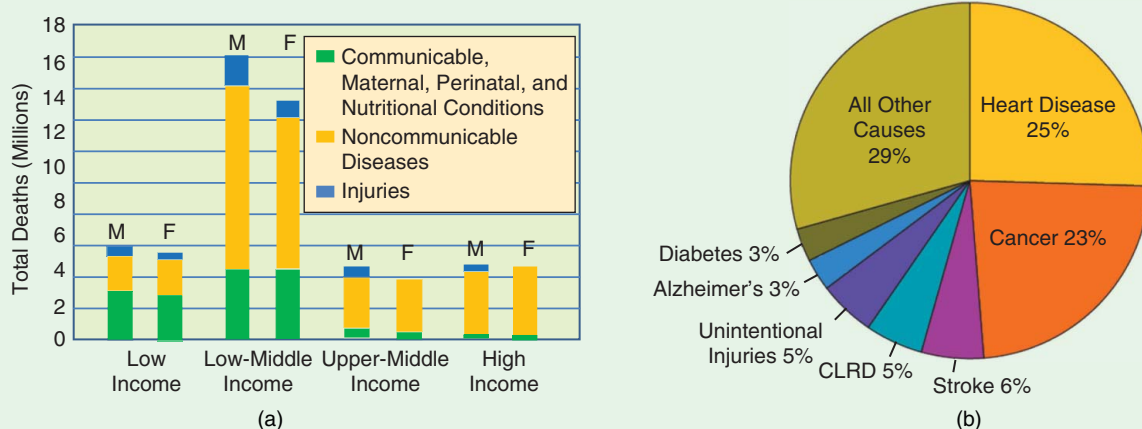 Total Deaths (Millions)
18
16
14
12
10
8
6
4
2
0
M
F
M
F
M
F
M
F
Communicable,
Maternal, Perinatal, and
Nutritional Conditions
Noncommunicable
Diseases
Injuries
Low
Income
Low-Middle
Income
Upper-Middle
Income
High
Income
(a)
All Other
Causes
29%
Heart Disease
25%
Cancer 23%
Diabetes 3%
Alzheimer's 3%
Unintentional
Injuries 5%
CLRD 5%
Stroke 6%
(b)